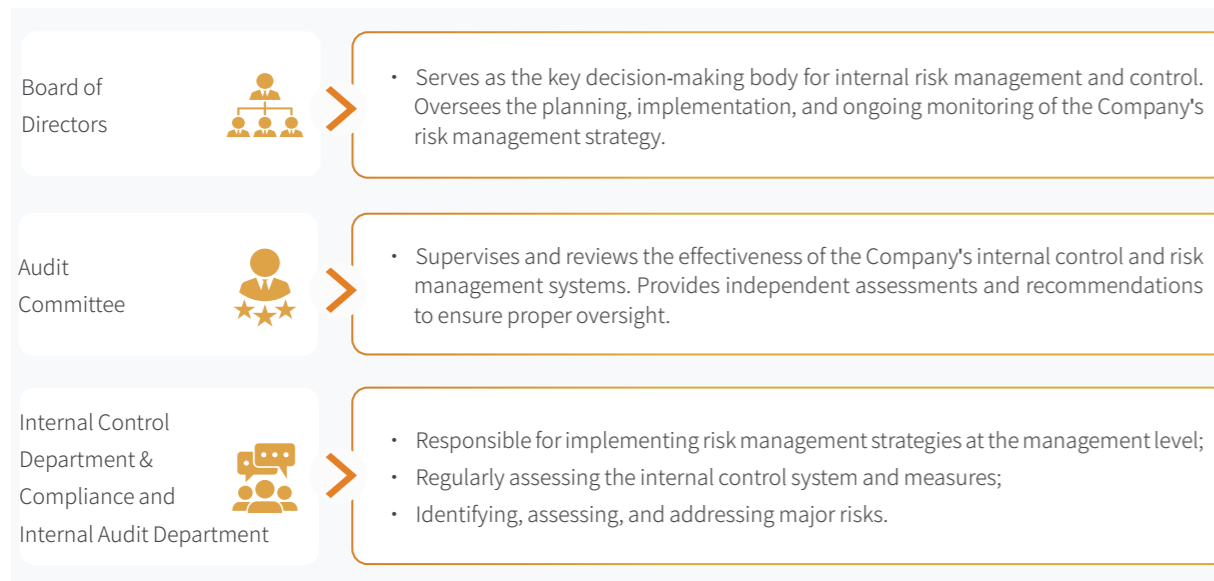 Board of
Directors
• Serves as the key decision-making body for internal risk management and control.
Oversees the planning, implementation, and ongoing monitoring of the Company's
risk management strategy.
Audit
Committee
• Supervises and reviews the effectiveness of the Company's internal control and risk
management systems. Provides independent assessments and recommendations
to ensure proper oversight.
Internal Control
Department &
Compliance and
Internal Audit Department
• Responsible for implementing risk management strategies at the management level;
• Regularly assessing the internal control system and measures;
• Identifying, assessing, and addressing major risks.